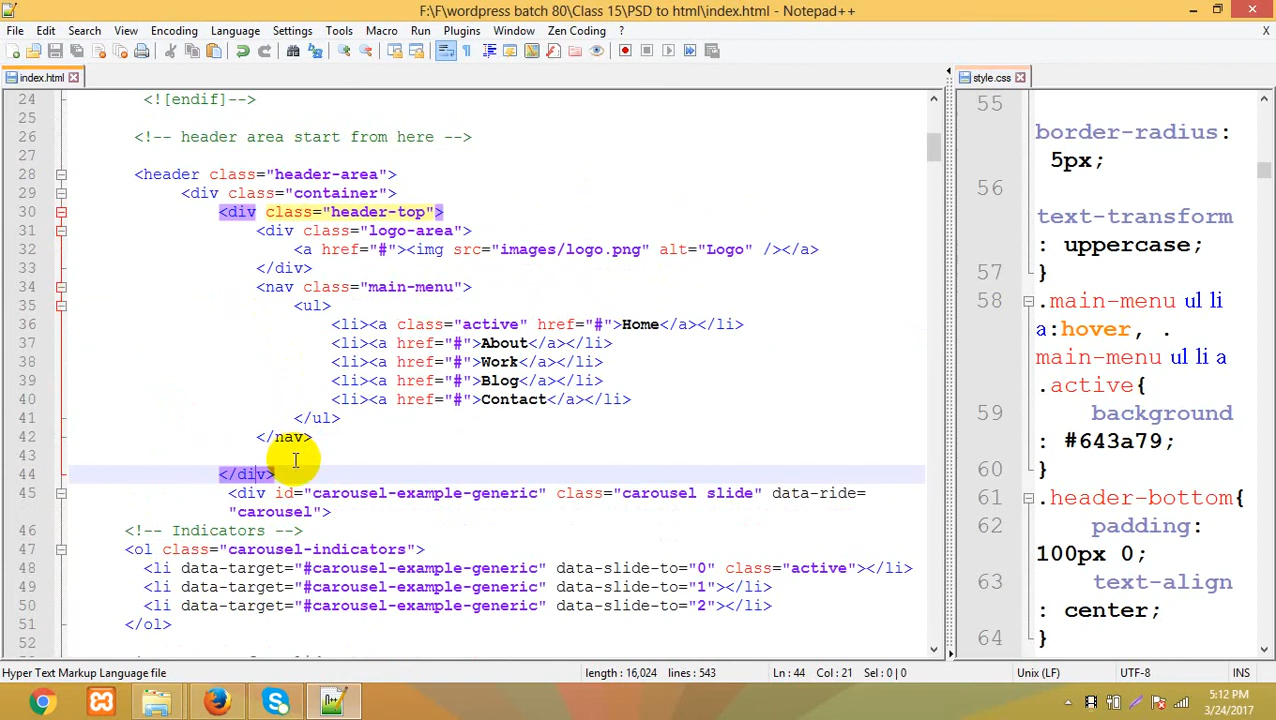 F:\F\wordpress batch 80\Class 15\PSD to html\index.html - Notepad++
File Edit Search View Encoding Language Settings Tools Macro Run Plugins Window Zen Coding ? X
index.html
24 <![endif]-->
25
26 <!-- header area start from here -->
27
28 <header class="header-area">
29 <div class="container">
30 <div class="header-top">
31 <div class="logo-area">
32 <a href="#"><img src="images/logo.png" alt="Logo" /></a>
33 </div>
34 <nav class="main-menu">
35 <ul>
36 <li><a class="active" href="#">Home</a></li>
37 <li><a href="#">About</a></li>
38 <li><a href="#">Work</a></li>
39 <li><a href="#">Blog</a></li>
40 <li><a href="#">Contact</a></li>
41 </ul>
42 </nav>
43
44 </div>
45 <div id="carousel-example-generic" class="carousel slide" data-ride=
"carousel">
46 <!-- Indicators -->
47 <ol class="carousel-indicators">
48 <li data-target="#carousel-example-generic" data-slide-to="0" class="active"></li>
49 <li data-target="#carousel-example-generic" data-slide-to="1"></li>
50 <li data-target="#carousel-example-generic" data-slide-to="2"></li>
51 </ol>
52
style.css
55
border-radius:
5px;
56
text-transform
: uppercase;
57 }
58 .main-menu ul li
a:hover, .
main-menu ul li a
.active{
59 background
: #643a79;
60 }
61 .header-bottom{
62 padding:
100px 0;
63 text-align
: center;
64 }
Hyper Text Markup Language file length : 16,024 lines : 543 Ln : 44 Col : 21 Sel : 0 | 0 Unix (LF) UTF-8 INS
5:12 PM
3/24/2017